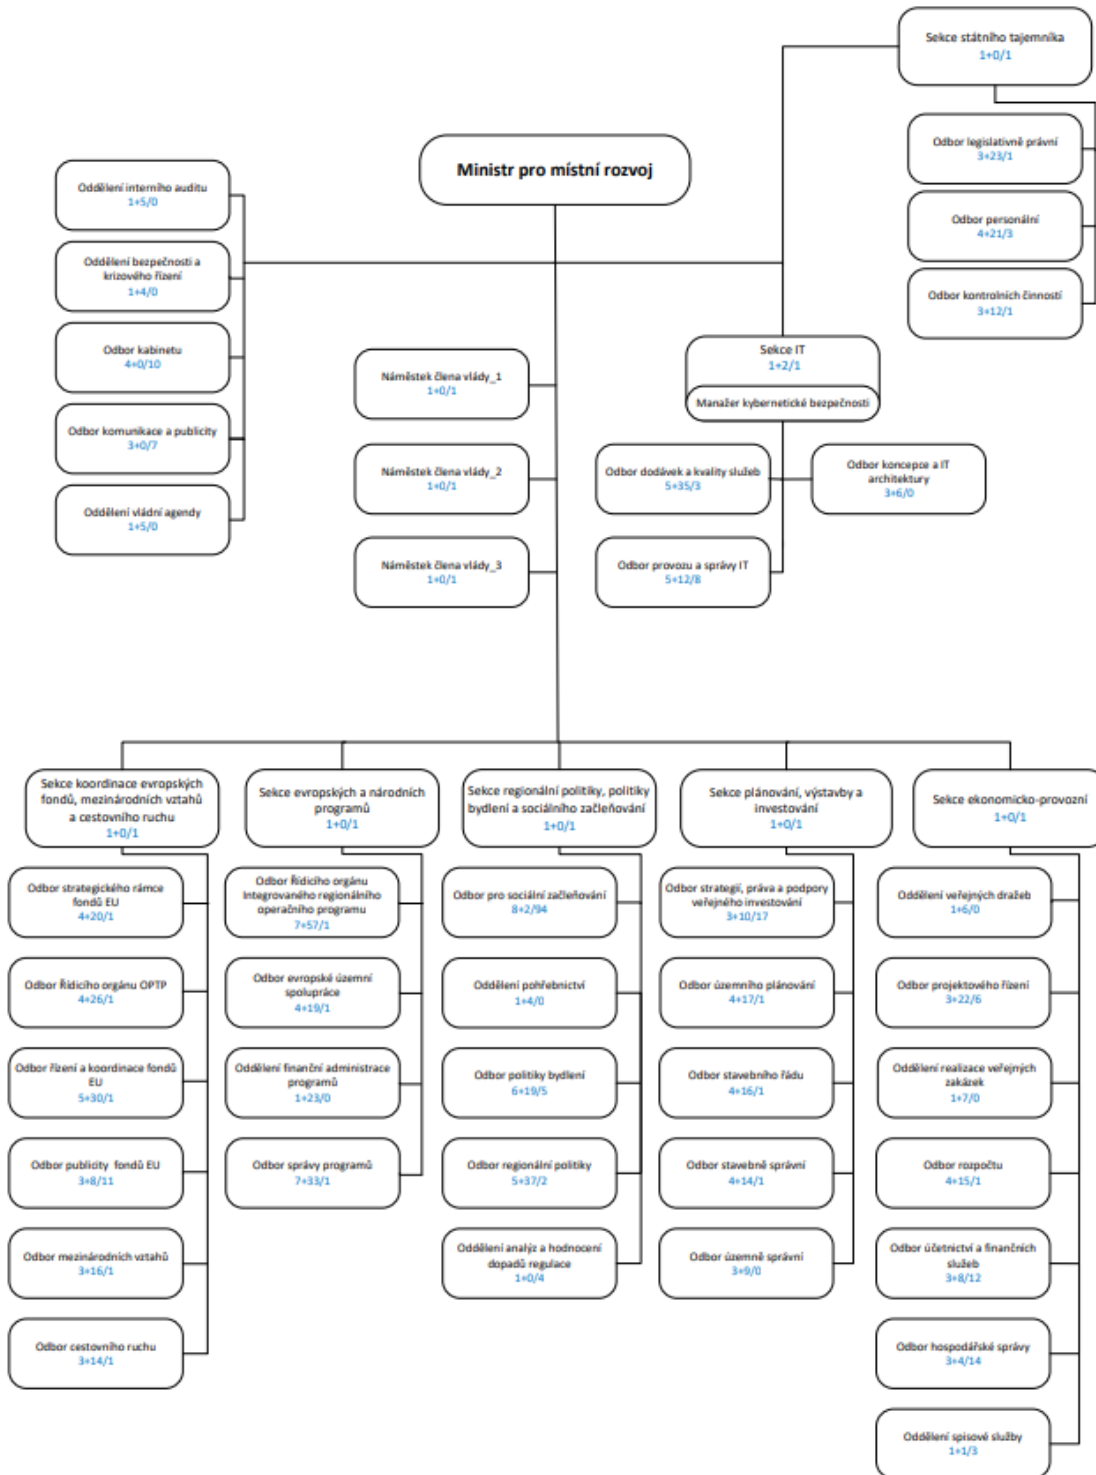 Sekce státního tajemníka
1+0/1
Odbor legislativně právní
3+23/1
Odbor personální
4+21/3
Odbor kontrolních činností
3+12/1
Ministr pro místní rozvoj
Oddělení interního auditu
1+5/0
Oddělení bezpečnosti a
krizového řízení
1+4/0
Odbor kabinetu
4+0/10
Odbor komunikace a publicity
3+0/7
Oddělení vládní agendy
1+5/0
Náměstek člena vlády_1
1+0/1
Náměstek člena vlády_2
1+0/1
Náměstek člena vlády_3
1+0/1
Sekce IT
1+2/1
Manažer kybernetické bezpečnosti
Odbor dodávek a kvality služeb
5+35/3
Odbor koncepce a IT
architektury
3+6/0
Odbor provozu a správy IT
5+12/8
Sekce koordinace evropských
fondů, mezinárodních vztahů
a cestovního ruchu
1+0/1
Odbor strategického rámce
fondů EU
4+20/1
Odbor Řídicího orgánu OPTP
4+26/1
Odbor řízení a koordinace fondů
EU
5+30/1
Odbor publicity fondů EU
3+8/11
Odbor mezinárodních vztahů
3+16/1
Odbor cestovního ruchu
3+14/1
Sekce evropských a národních
programů
1+0/1
Odbor Řídicího orgánu
Integrovaného regionálního
operačního programu
7+57/1
Odbor evropské územní
spolupráce
4+19/1
Oddělení finanční administrace
programů
1+23/0
Odbor správy programů
7+33/1
Sekce regionální politiky, politiky
bydlení a sociálního začleňování
1+0/1
Odbor pro sociální začleňování
8+2/94
Oddělení pohřebnictví
1+4/0
Odbor politiky bydlení
6+19/5
Odbor regionální politiky
5+37/2
Oddělení analýz a hodnocení
dopadů regulace
1+0/4
Sekce plánování, výstavby a
investování
1+0/1
Odbor strategií, práva a podpory
veřejného investování
3+10/17
Odbor územního plánování
4+17/1
Odbor stavebního řádu
4+16/1
Odbor stavebně správní
4+14/1
Odbor územně správní
3+9/0
Sekce ekonomicko-provozní
1+0/1
Oddělení veřejných dražeb
1+6/0
Odbor projektového řízení
3+22/6
Oddělení realizace veřejných
zakázek
1+7/0
Odbor rozpočtu
4+15/1
Odbor účetnictví a finančních
služeb
3+8/12
Odbor hospodářské správy
3+4/14
Oddělení spisové služby
1+1/3